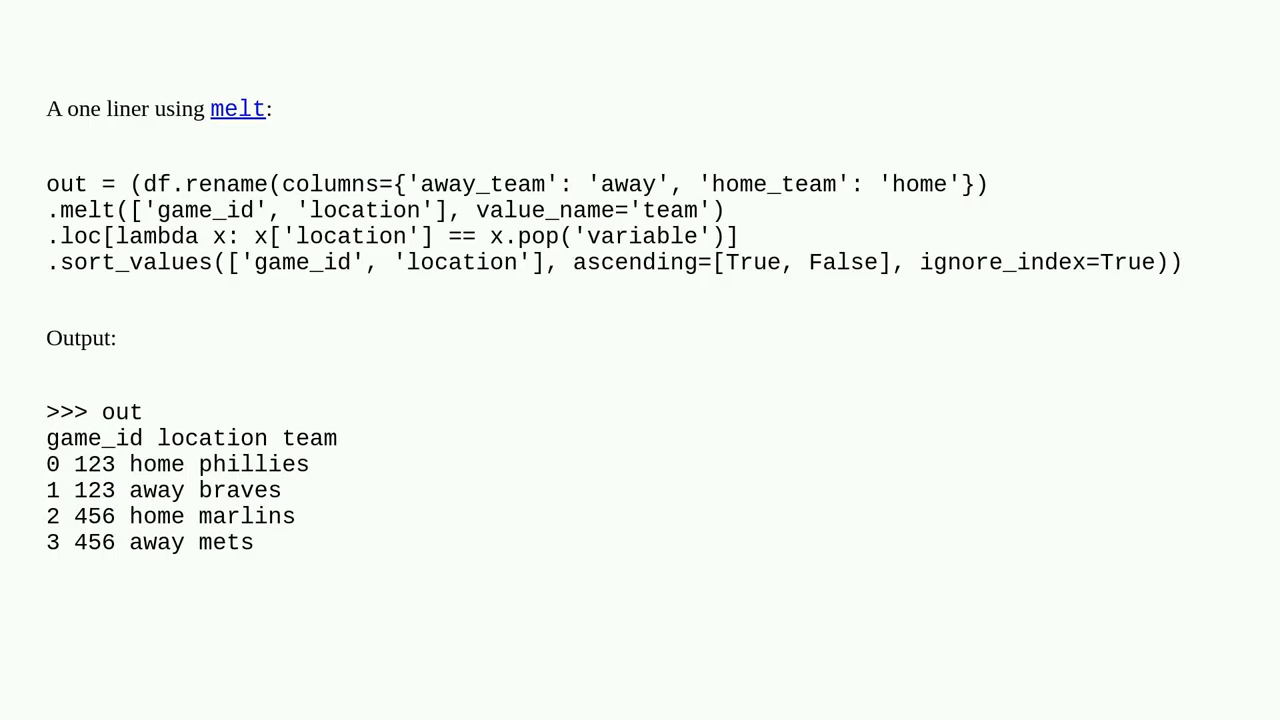 A one liner using melt:
out = (df.rename(columns={'away_team': 'away', 'home_team': 'home'})
.melt(['game_id', 'location'], value_name='team')
.loc[lambda x: x['location'] == x.pop('variable')]
.sort_values(['game_id', 'location'], ascending=[True, False], ignore_index=True))
Output:
>>> out
game_id location team
0 123 home phillies
1 123 away braves
2 456 home marlins
3 456 away mets